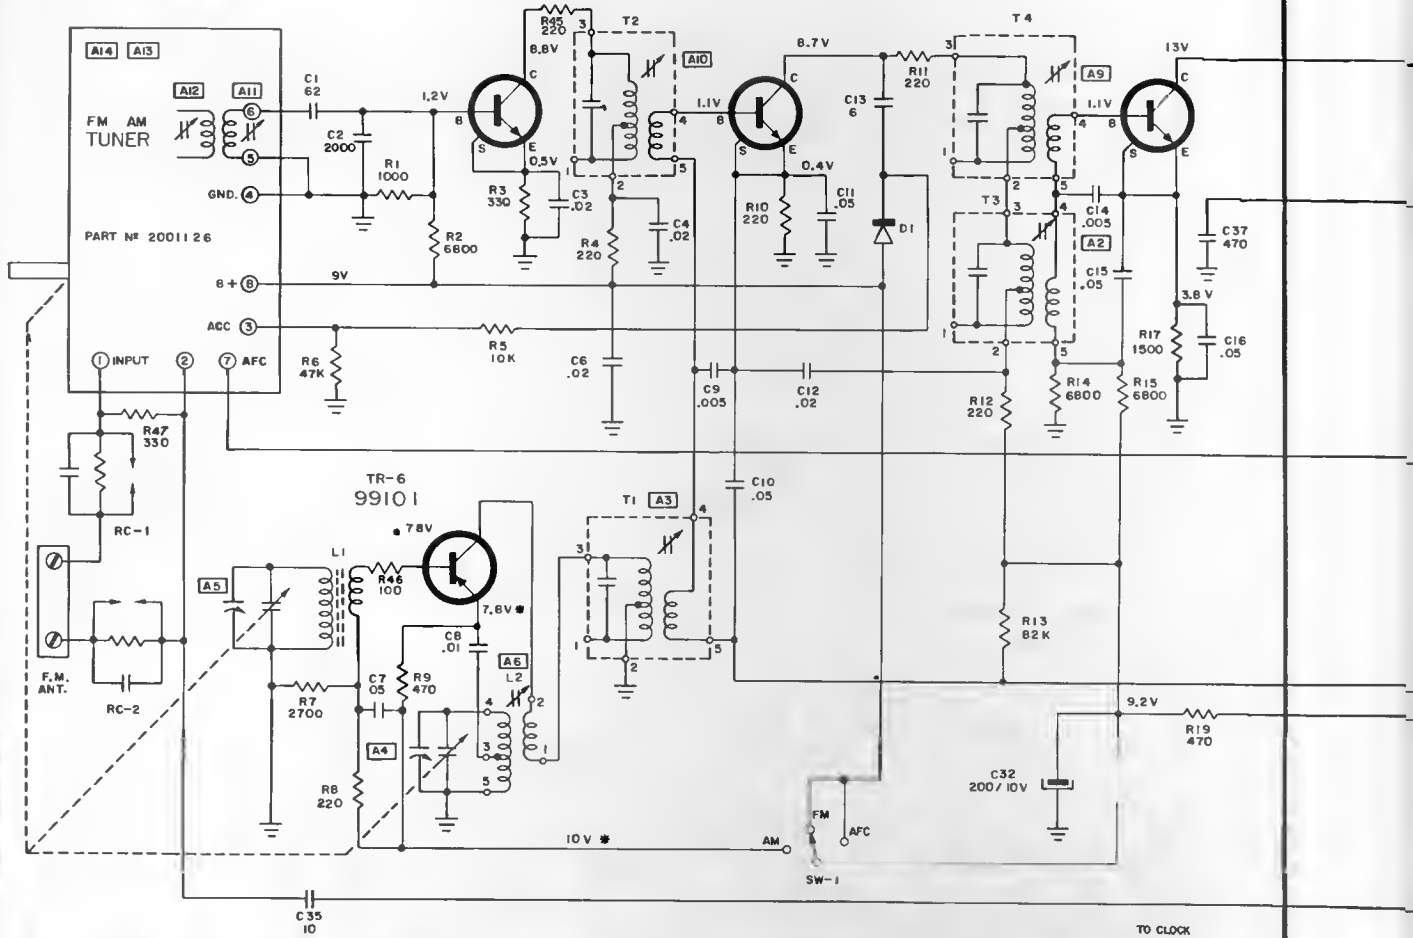 A14 A13
A12 A11
FM AM
TUNER
6
5
GND. 4
PART Nº 2001126
B+ 8
AGC 3
1 INPUT
2
7 AFC
C1
62
C2
2000
R1
1000
1.2V
R2
6800
9V
R45
220
8.8V
B
C
S
E
0.5V
R3
330
C3
.02
3
T2
A10
1
4
5
2
R4
220
C4
.02
R5
10K
R6
47K
C6
.02
1.1V
8.7V
B
C
S
E
0.4V
R10
220
C11
.05
C13
6
R11
220
D1
T4
3
A9
1
4
2
5
T3
3
4
A2
1
2
5
C14
.005
C15
.05
1.1V
13V
B
C
S
E
3.8V
R17
1500
C16
.05
C37
470
C9
.005
C12
.02
R12
220
R14
6800
R15
6800
R47
330
RC-1
F.M.
ANT.
RC-2
TR-6
99101
* 7.8V
L1
R46
100
7.8V *
A5
C8
.01
A6
L2
2
1
R7
2700
C7
.05
R9
470
A4
4
3
5
R8
220
10V *
T1 A3
3
4
1
2
5
C10
.05
R13
82K
9.2V
R19
470
C32
200/10V
FM
AM
AFC
SW-1
C35
10
TO CLOCK